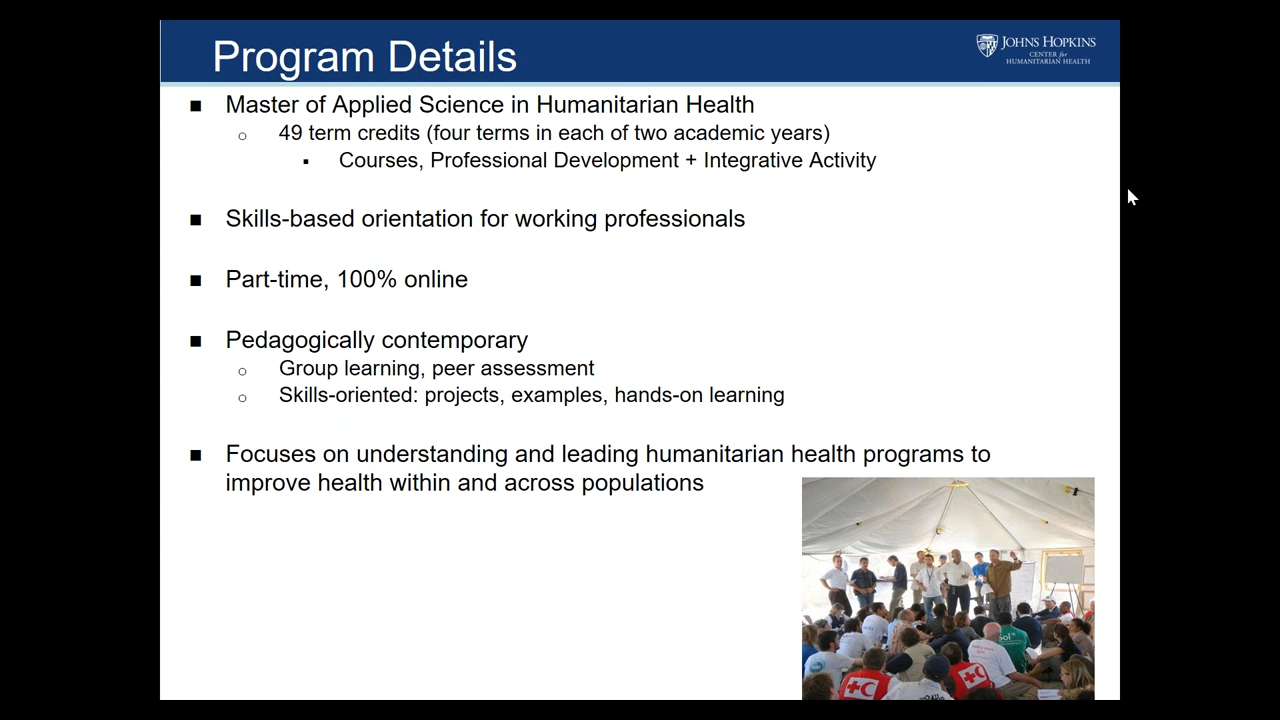 Program Details
JOHNS HOPKINS
CENTER for
HUMANITARIAN HEALTH
■ Master of Applied Science in Humanitarian Health
○ 49 term credits (four terms in each of two academic years)
▪ Courses, Professional Development + Integrative Activity
■ Skills-based orientation for working professionals
■ Part-time, 100% online
■ Pedagogically contemporary
○ Group learning, peer assessment
○ Skills-oriented: projects, examples, hands-on learning
■ Focuses on understanding and leading humanitarian health programs to
improve health within and across populations